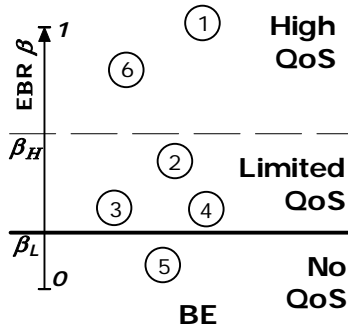 1
1
High
QoS
6
EBR β
β_H
2
Limited
QoS
3
4
β_L
5
No
QoS
0
BE